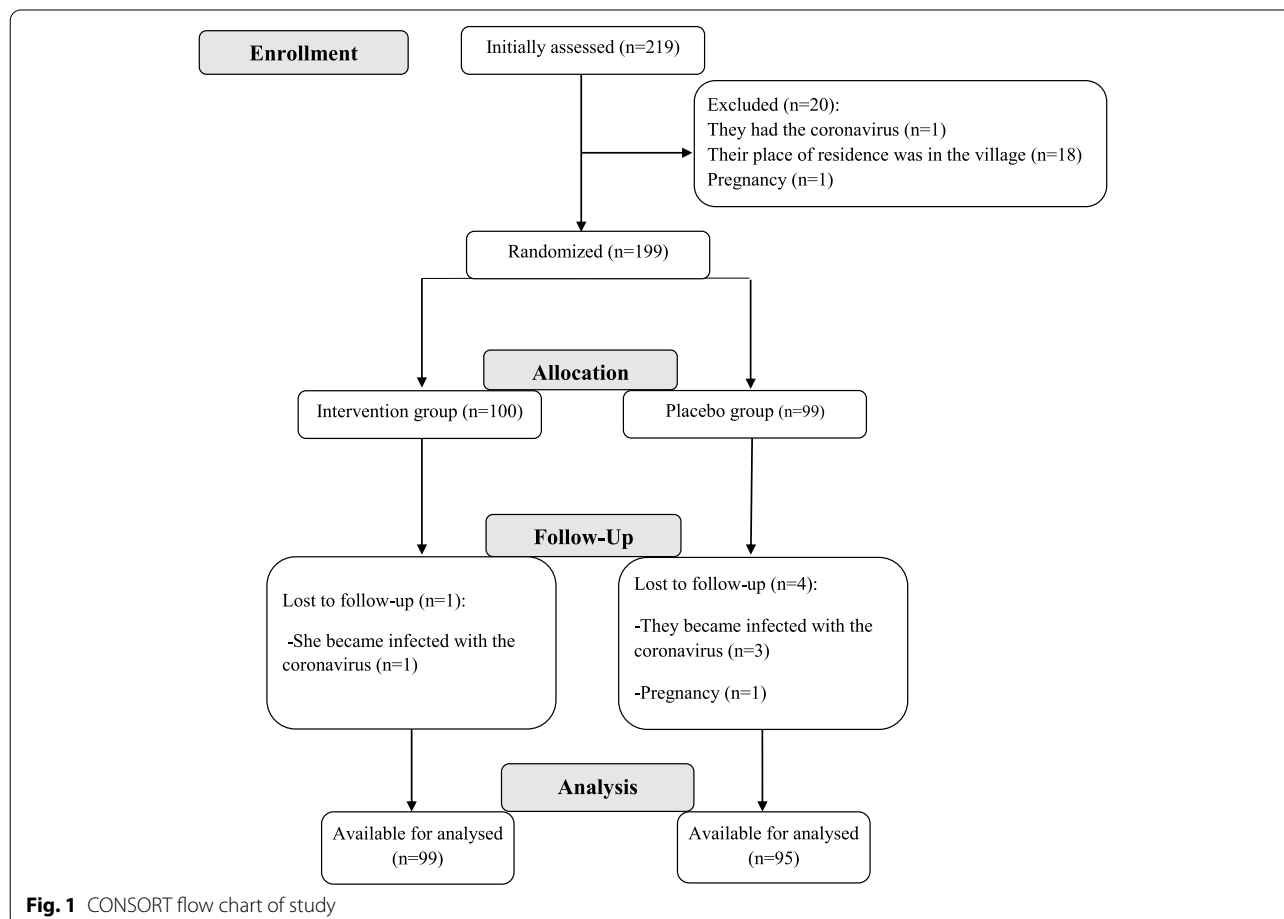 Enrollment
Initially assessed (n=219)
Excluded (n=20):
They had the coronavirus (n=1)
Their place of residence was in the village (n=18)
Pregnancy (n=1)
Randomized (n=199)
Allocation
Intervention group (n=100)
Placebo group (n=99)
Follow-Up
Lost to follow-up (n=1):
-She became infected with the
coronavirus (n=1)
Lost to follow-up (n=4):
-They became infected with the
coronavirus (n=3)
-Pregnancy (n=1)
Analysis
Available for analysed
(n=99)
Available for analysed
(n=95)
Fig. 1 CONSORT flow chart of study